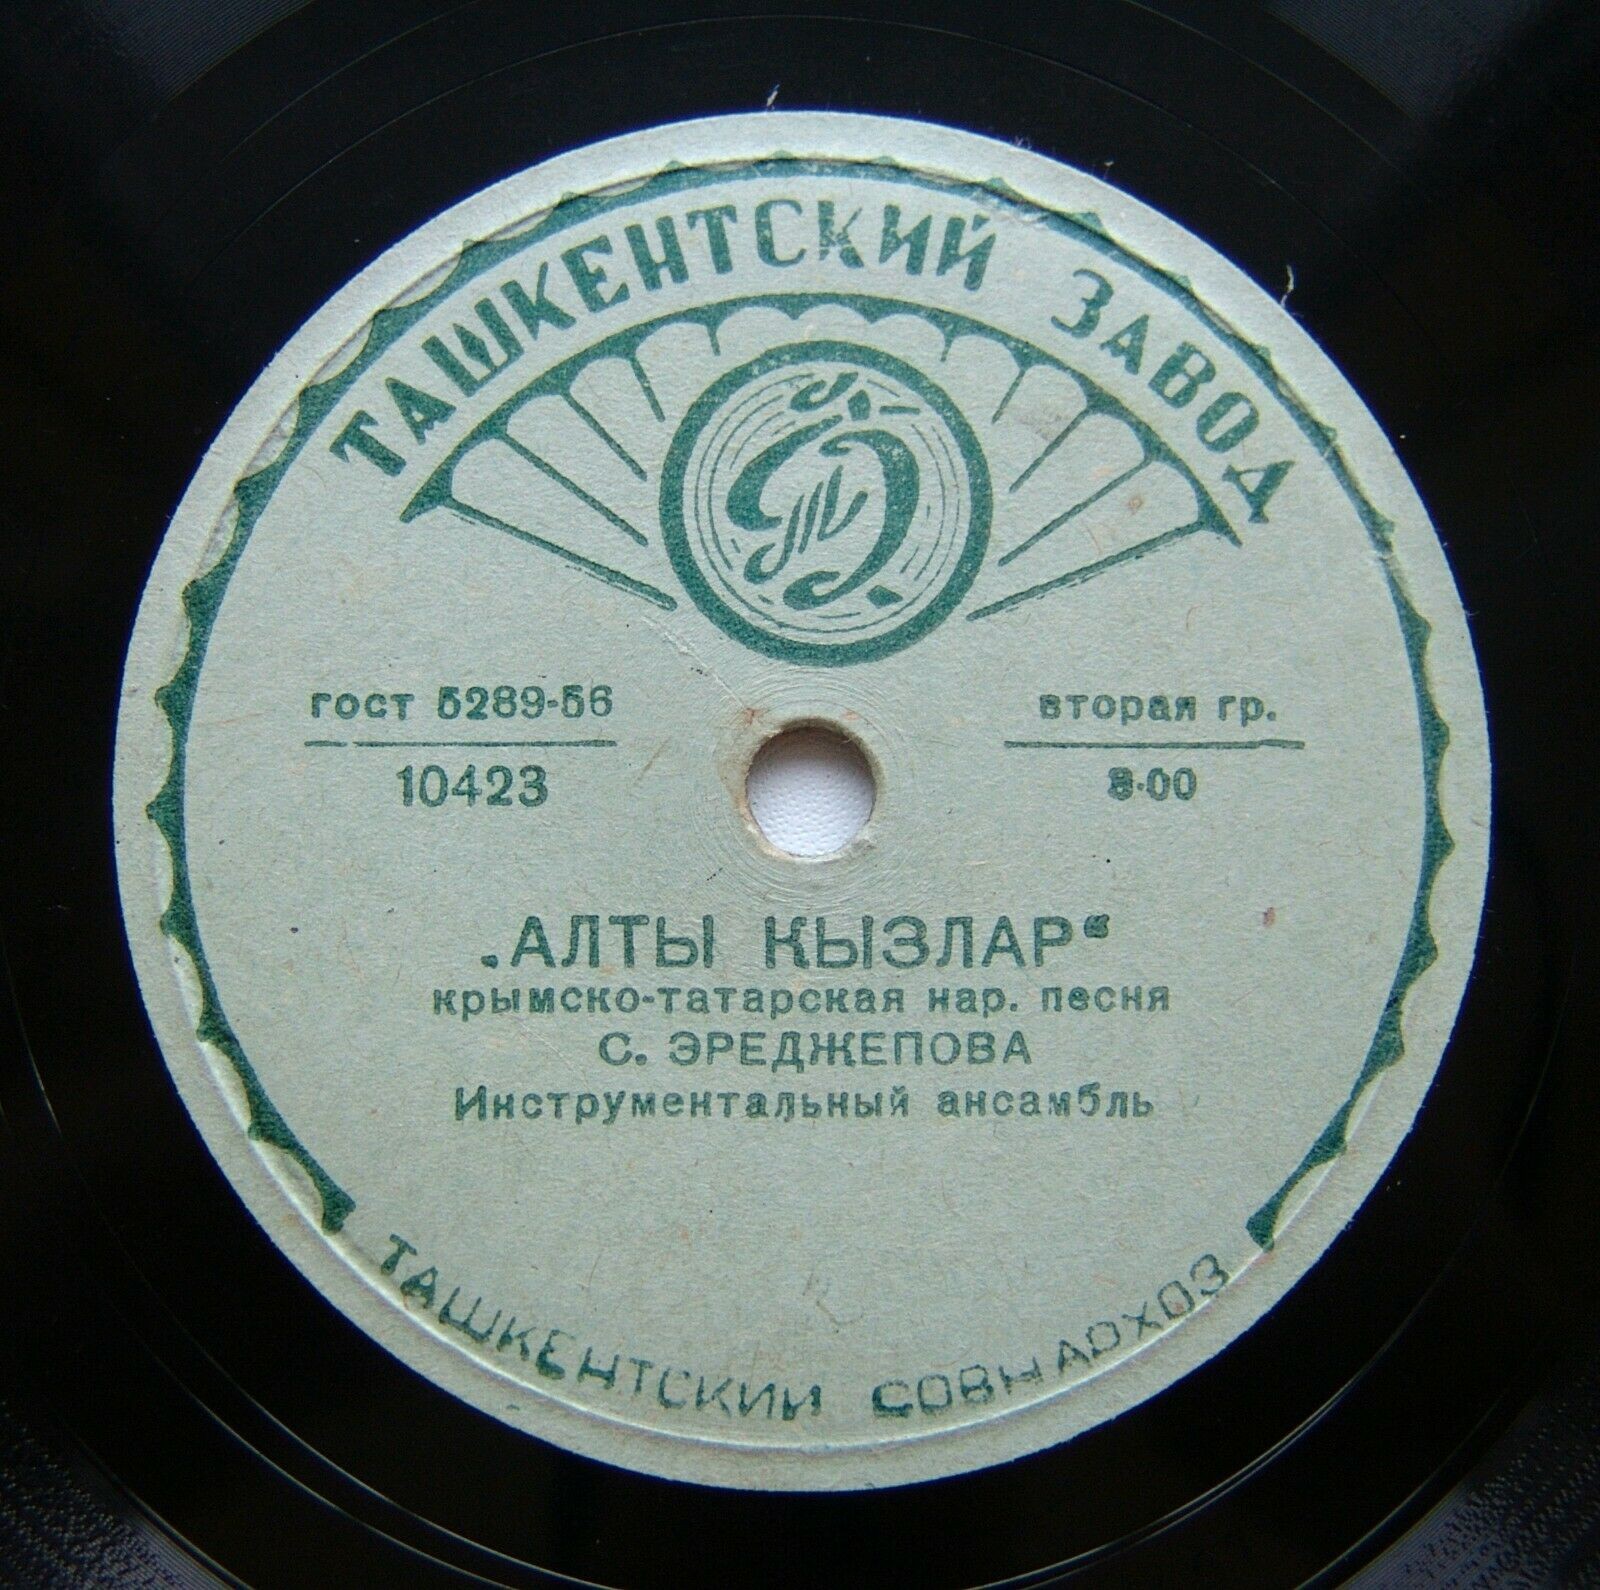 ТАШКЕНТСКИЙ ЗАВОД
гост 5289-56
10423
вторая гр.
8-00
„АЛТЫ КЫЗЛАР“
крымско-татарская нар. песня
С. ЭРЕДЖЕПОВА
Инструментальный ансамбль
ТАШКЕНТСКИЙ СОВНАРХОЗ